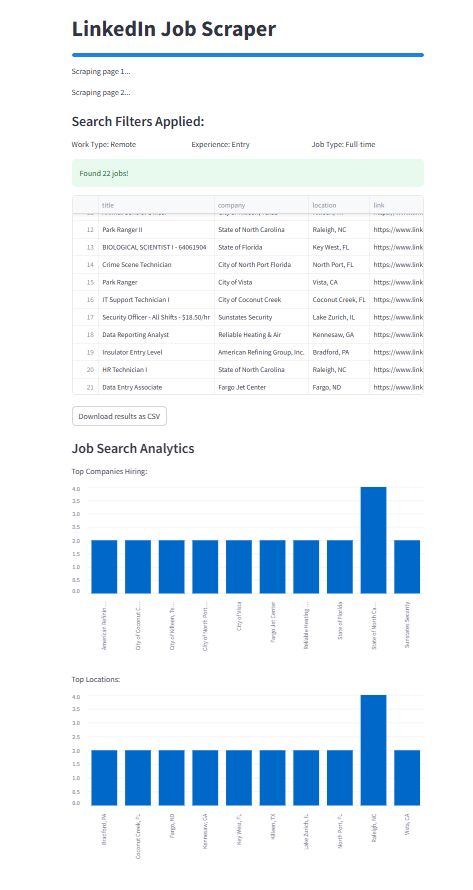 LinkedIn Job Scraper
Scraping page 1...
Scraping page 2...
Search Filters Applied:
Work Type: Remote Experience: Entry Job Type: Full-time
Found 22 jobs!
title company location link
12 Park Ranger II State of North Carolina Raleigh, NC https://www.link
13 BIOLOGICAL SCIENTIST I - 64061904 State of Florida Key West, FL https://www.link
14 Crime Scene Technician City of North Port Florida North Port, FL https://www.link
15 Park Ranger City of Vista Vista, CA https://www.link
16 IT Support Technician I City of Coconut Creek Coconut Creek, FL https://www.link
17 Security Officer - All Shifts - $18.50/hr Sunstates Security Lake Zurich, IL https://www.link
18 Data Reporting Analyst Reliable Heating & Air Kennesaw, GA https://www.link
19 Insulator Entry Level American Refining Group, Inc. Bradford, PA https://www.link
20 HR Technician I State of North Carolina Raleigh, NC https://www.link
21 Data Entry Associate Fargo Jet Center Fargo, ND https://www.link
Download results as CSV
Job Search Analytics
Top Companies Hiring:
4.0
3.5
3.0
2.5
2.0
1.5
1.0
0.5
0.0
American Refinin...
City of Coconut C...
City of Killeen, Te...
City of North Port...
City of Vista
Fargo Jet Center
Reliable Heating...
State of Florida
State of North Ca...
Sunstates Security
Top Locations:
4.0
3.5
3.0
2.5
2.0
1.5
1.0
0.5
0.0
Bradford, PA
Coconut Creek, FL
Fargo, ND
Kennesaw, GA
Key West, FL
Killeen, TX
Lake Zurich, IL
North Port, FL
Raleigh, NC
Vista, CA